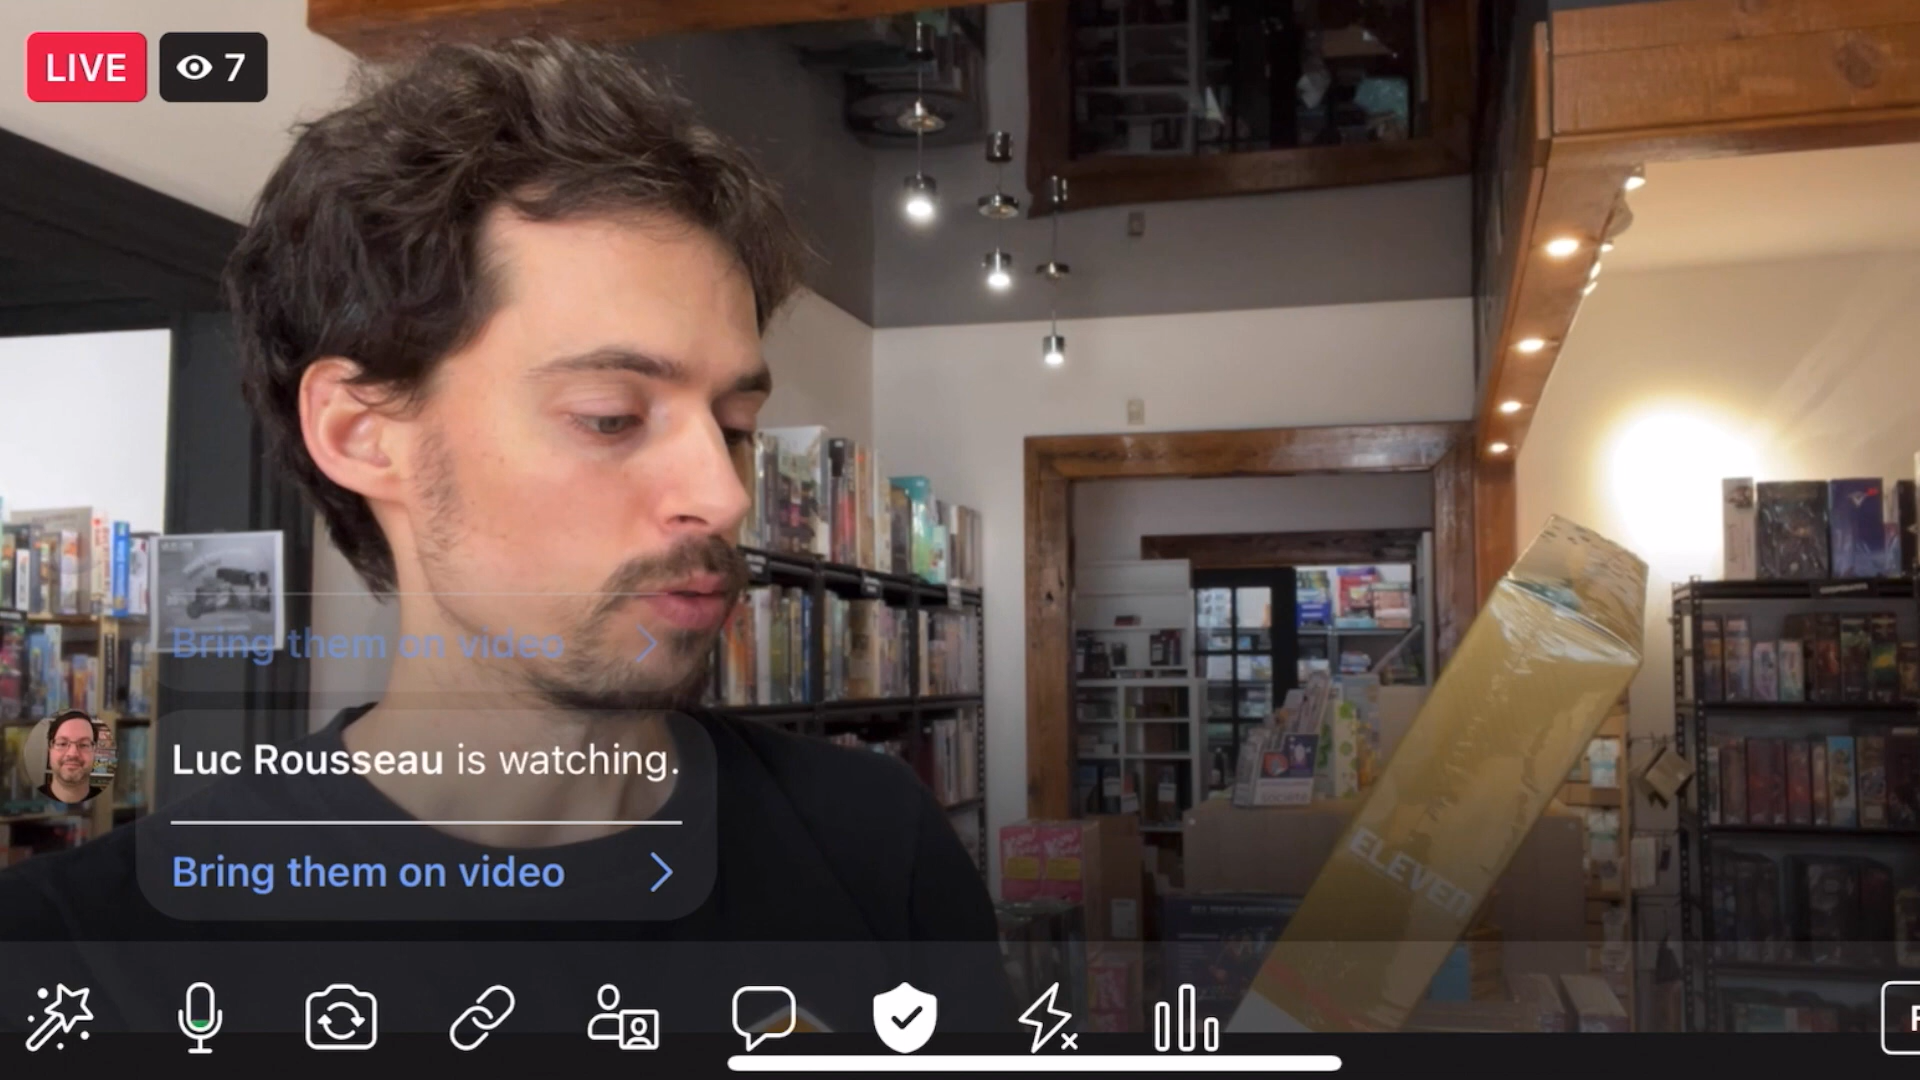 LIVE 7
Bring them on video
Luc Rousseau is watching.
Bring them on video
ELEVEN